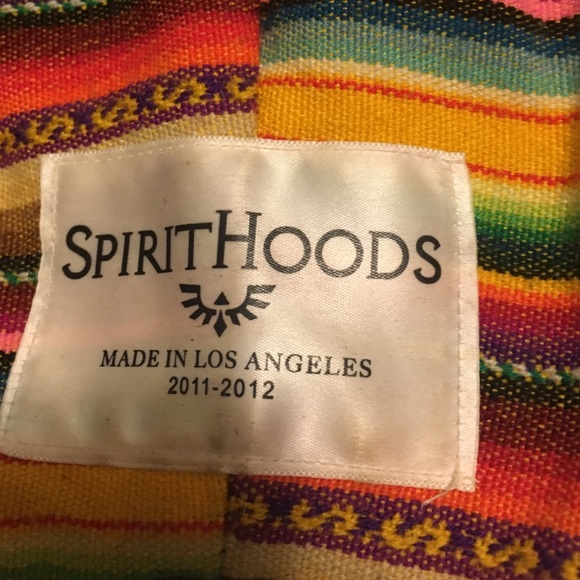 SPIRITHOODS
MADE IN LOS ANGELES
2011-2012